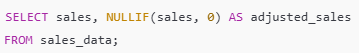 SELECT sales, NULLIF(sales, 0) AS adjusted_sales
FROM sales_data;